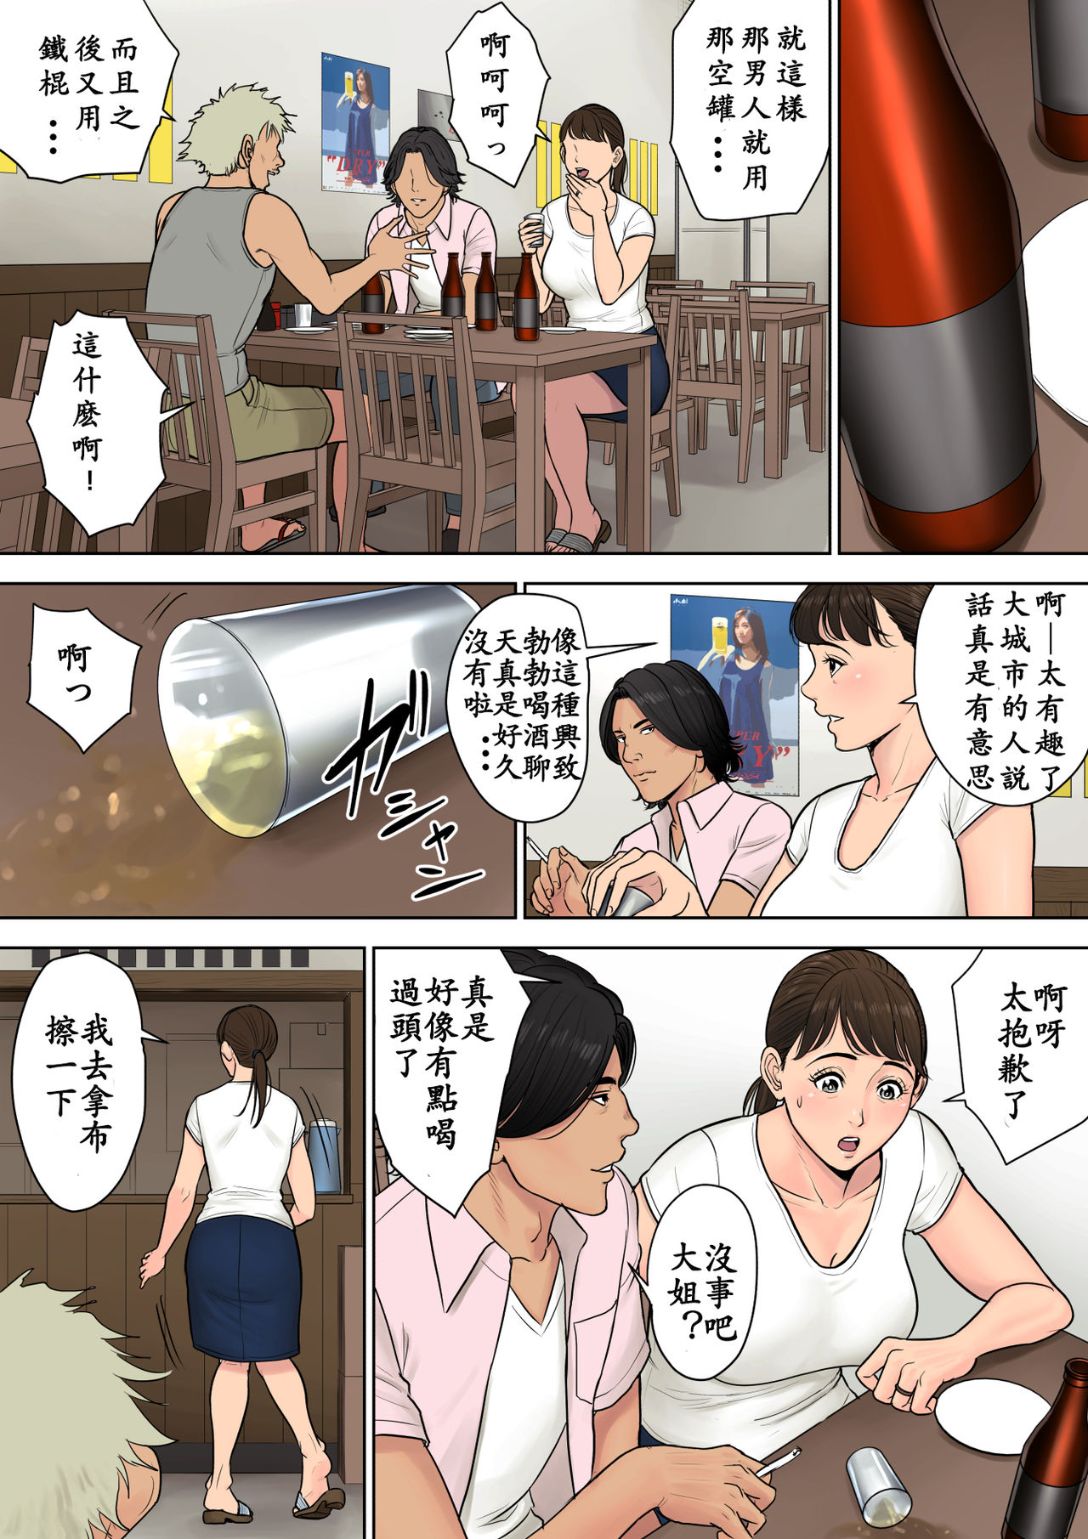 就這樣
那男人就用
那空罐…
啊呵呵っ
而且之
後又用
鐵棍…
這什麼啊！
"DRY"
啊—太有趣了
大城市的人說
話真是有意思
像這種興致
勃勃喝酒聊
天真是好久
沒有啦…
ガシャン
啊っ
啊呀
太抱歉了
沒事吧
大姐？
真是
好像有點喝
過頭了
我去拿布
擦一下